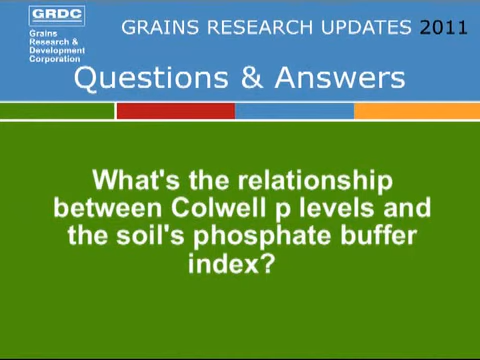 GRDC
Grains
Research &
Development
Corporation
GRAINS RESEARCH UPDATES 2011
Questions & Answers
What's the relationship
between Colwell p levels and
the soil's phosphate buffer
index?